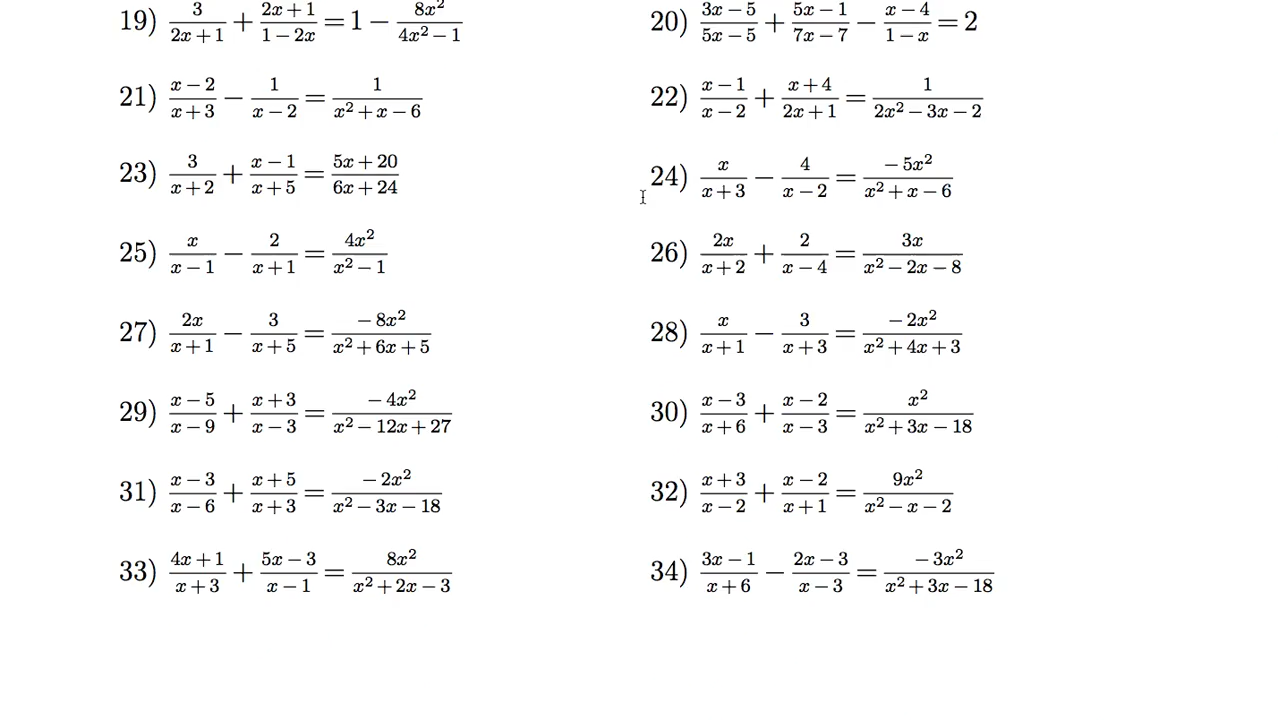 19) 3/(2x+1) + (2x+1)/(1−2x) = 1 − 8x²/(4x²−1)
20) (3x−5)/(5x−5) + (5x−1)/(7x−7) − (x−4)/(1−x) = 2
21) (x−2)/(x+3) − 1/(x−2) = 1/(x²+x−6)
22) (x−1)/(x−2) + (x+4)/(2x+1) = 1/(2x²−3x−2)
23) 3/(x+2) + (x−1)/(x+5) = (5x+20)/(6x+24)
24) x/(x+3) − 4/(x−2) = −5x²/(x²+x−6)
25) x/(x−1) − 2/(x+1) = 4x²/(x²−1)
26) 2x/(x+2) + 2/(x−4) = 3x/(x²−2x−8)
27) 2x/(x+1) − 3/(x+5) = −8x²/(x²+6x+5)
28) x/(x+1) − 3/(x+3) = −2x²/(x²+4x+3)
29) (x−5)/(x−9) + (x+3)/(x−3) = −4x²/(x²−12x+27)
30) (x−3)/(x+6) + (x−2)/(x−3) = x²/(x²+3x−18)
31) (x−3)/(x−6) + (x+5)/(x+3) = −2x²/(x²−3x−18)
32) (x+3)/(x−2) + (x−2)/(x+1) = 9x²/(x²−x−2)
33) (4x+1)/(x+3) + (5x−3)/(x−1) = 8x²/(x²+2x−3)
34) (3x−1)/(x+6) − (2x−3)/(x−3) = −3x²/(x²+3x−18)